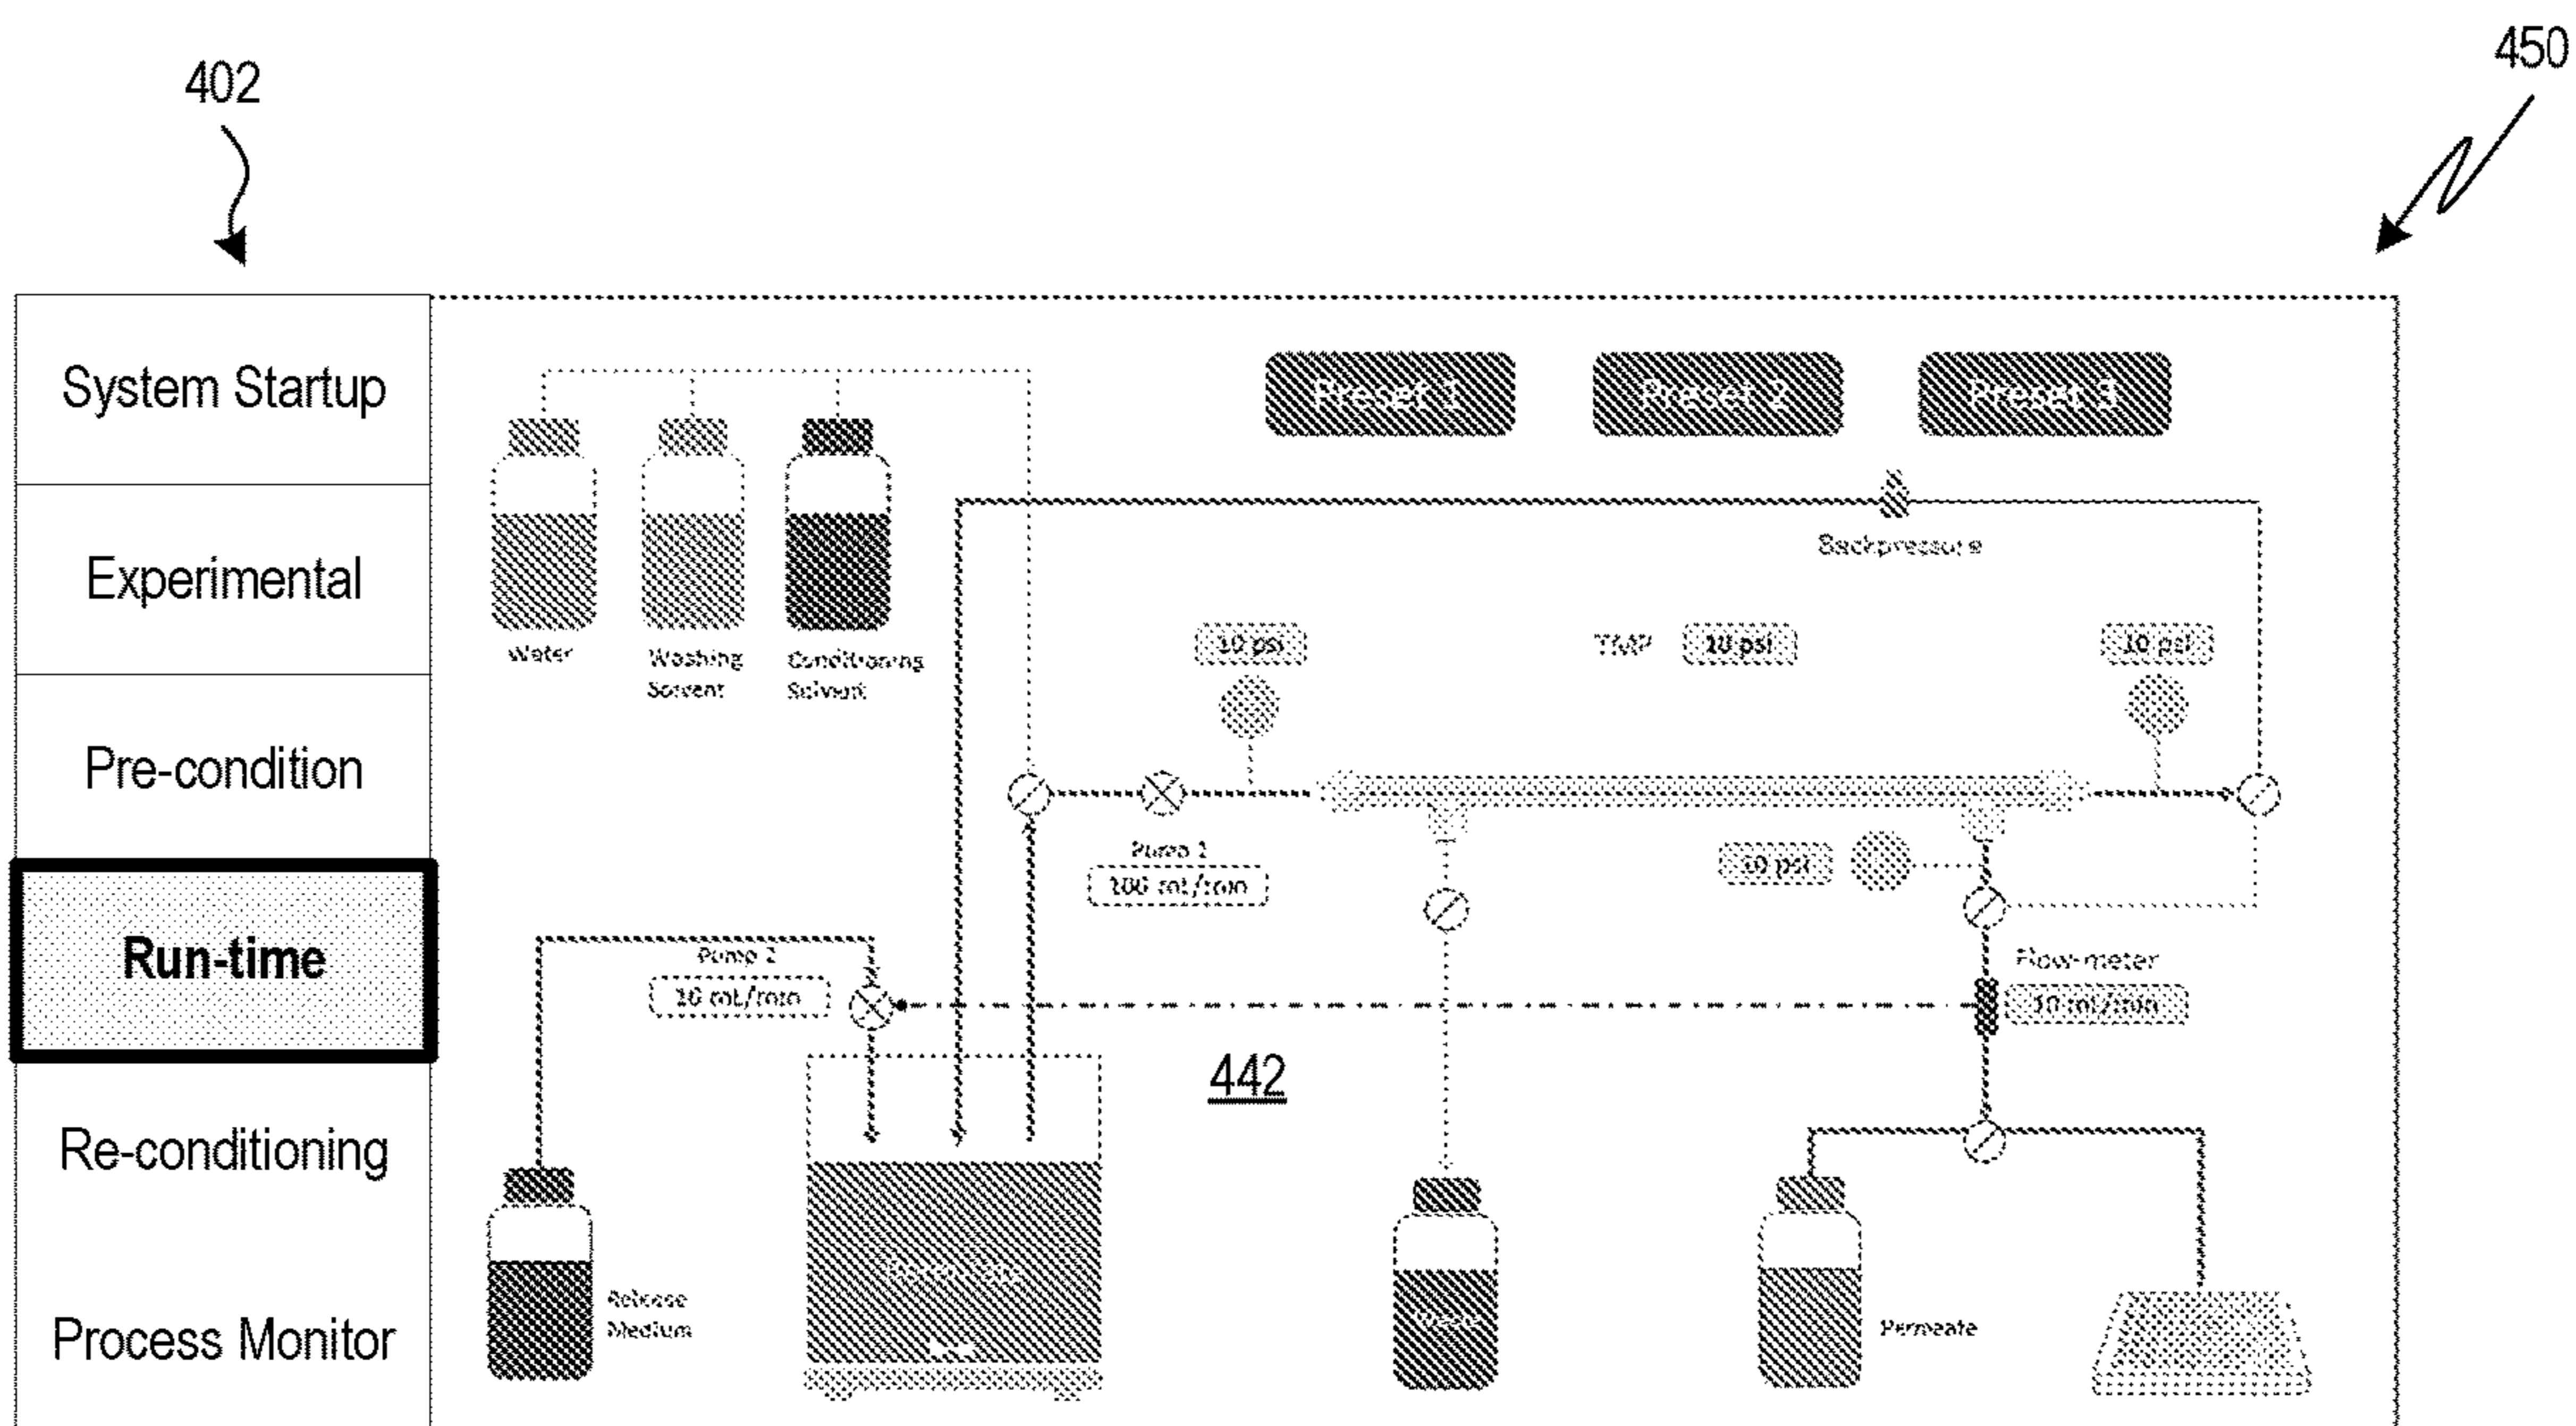 402
450
System Startup
Experimental
Pre-condition
Run-time
Re-conditioning
Process Monitor
Preset 1
Preset 2
Preset 3
Backpressure
Water
Washing
Solvent
Conditioning
Solvent
10 psi
TMP 10 psi
10 psi
Pump 1
100 mL/min
10 psi
Pump 2
10 mL/min
Flow-meter
10 mL/min
442
Release
Medium
Waste
Permeate